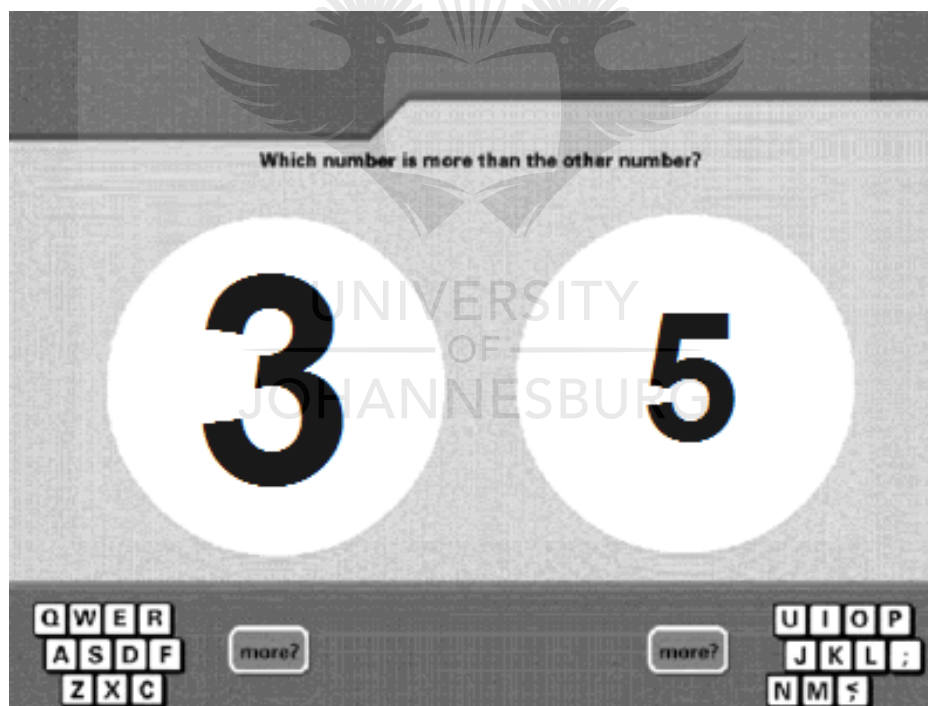 Which number is more than the other number?
3 5
UNIVERSITY
OF
JOHANNESBURG
Q W E R
A S D F
Z X C
more?
more?
U I O P
J K L ;
N M